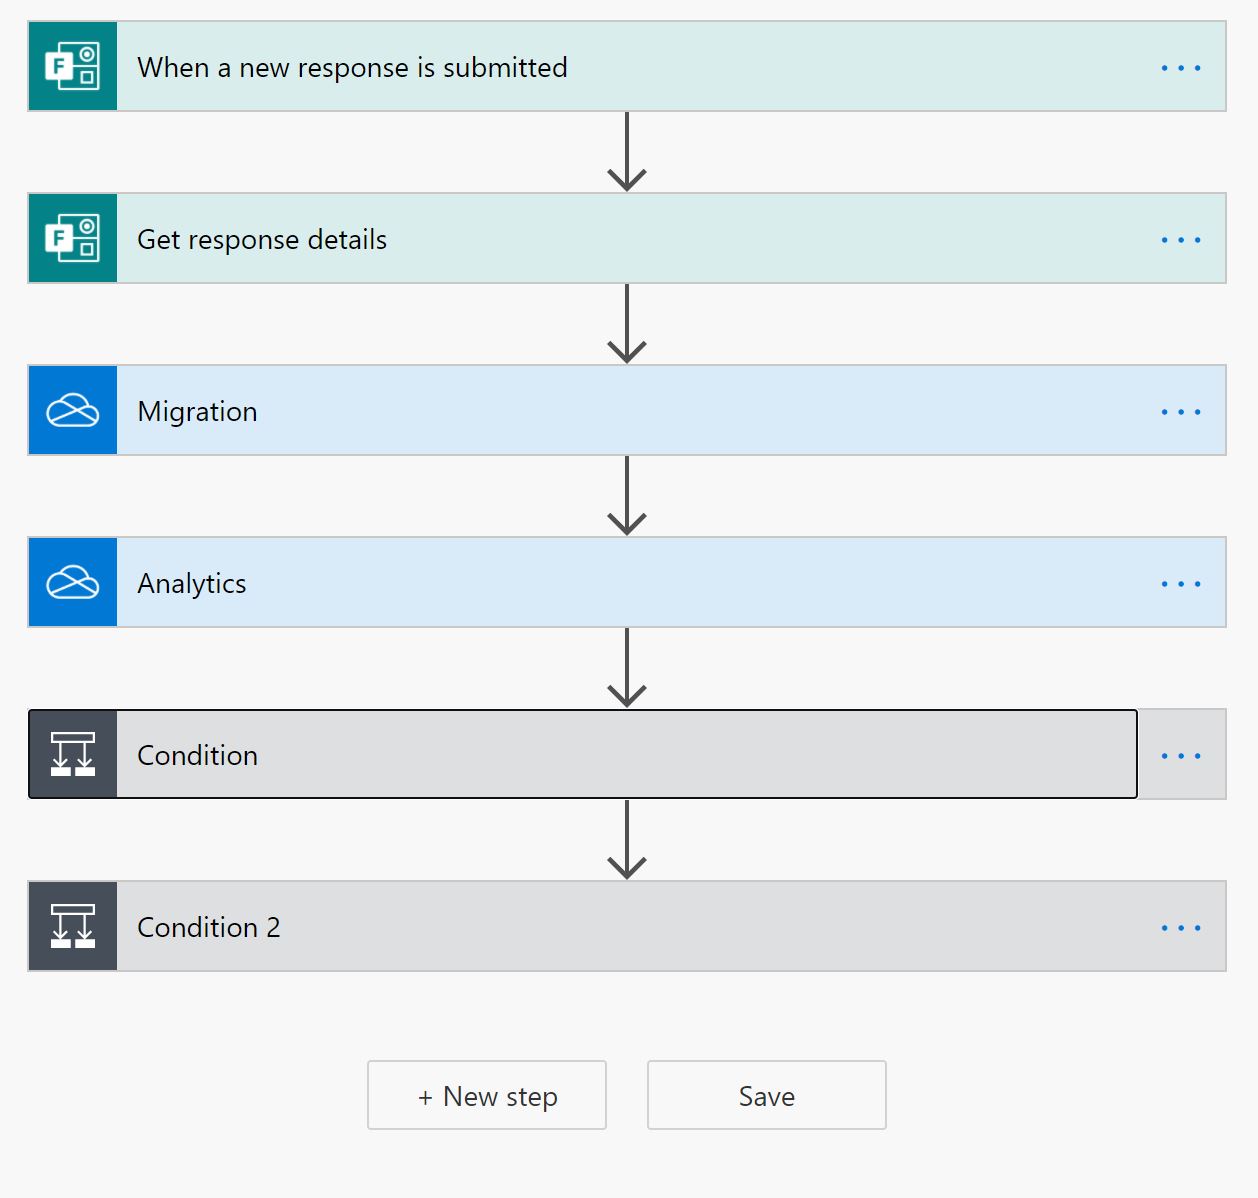 F
When a new response is submitted
...
F
Get response details
...
Migration
...
Analytics
...
Condition
...
Condition 2
...
+ New step
Save